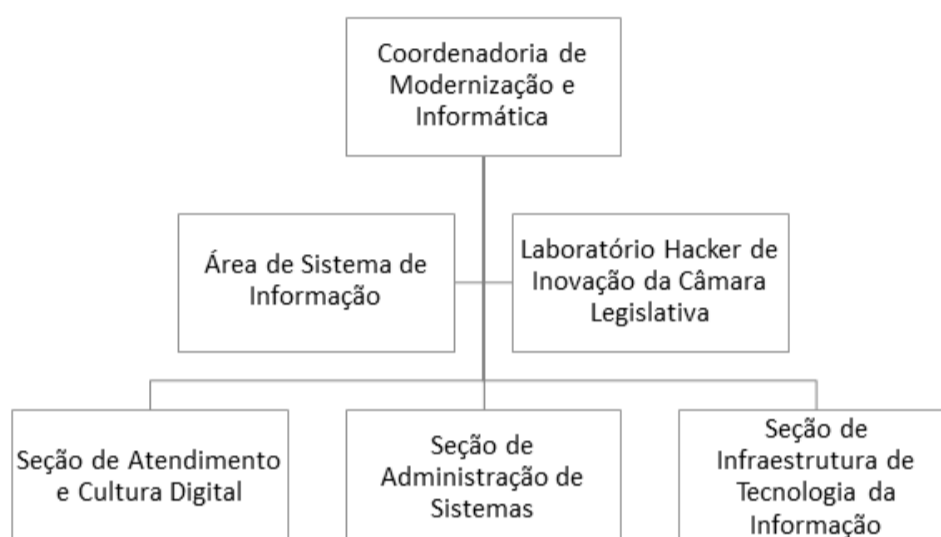 Coordenadoria de
Modernização e
Informática
Área de Sistema de
Informação
Laboratório Hacker de
Inovação da Câmara
Legislativa
Seção de Atendimento
e Cultura Digital
Seção de
Administração de
Sistemas
Seção de
Infraestrutura de
Tecnologia da
Informação